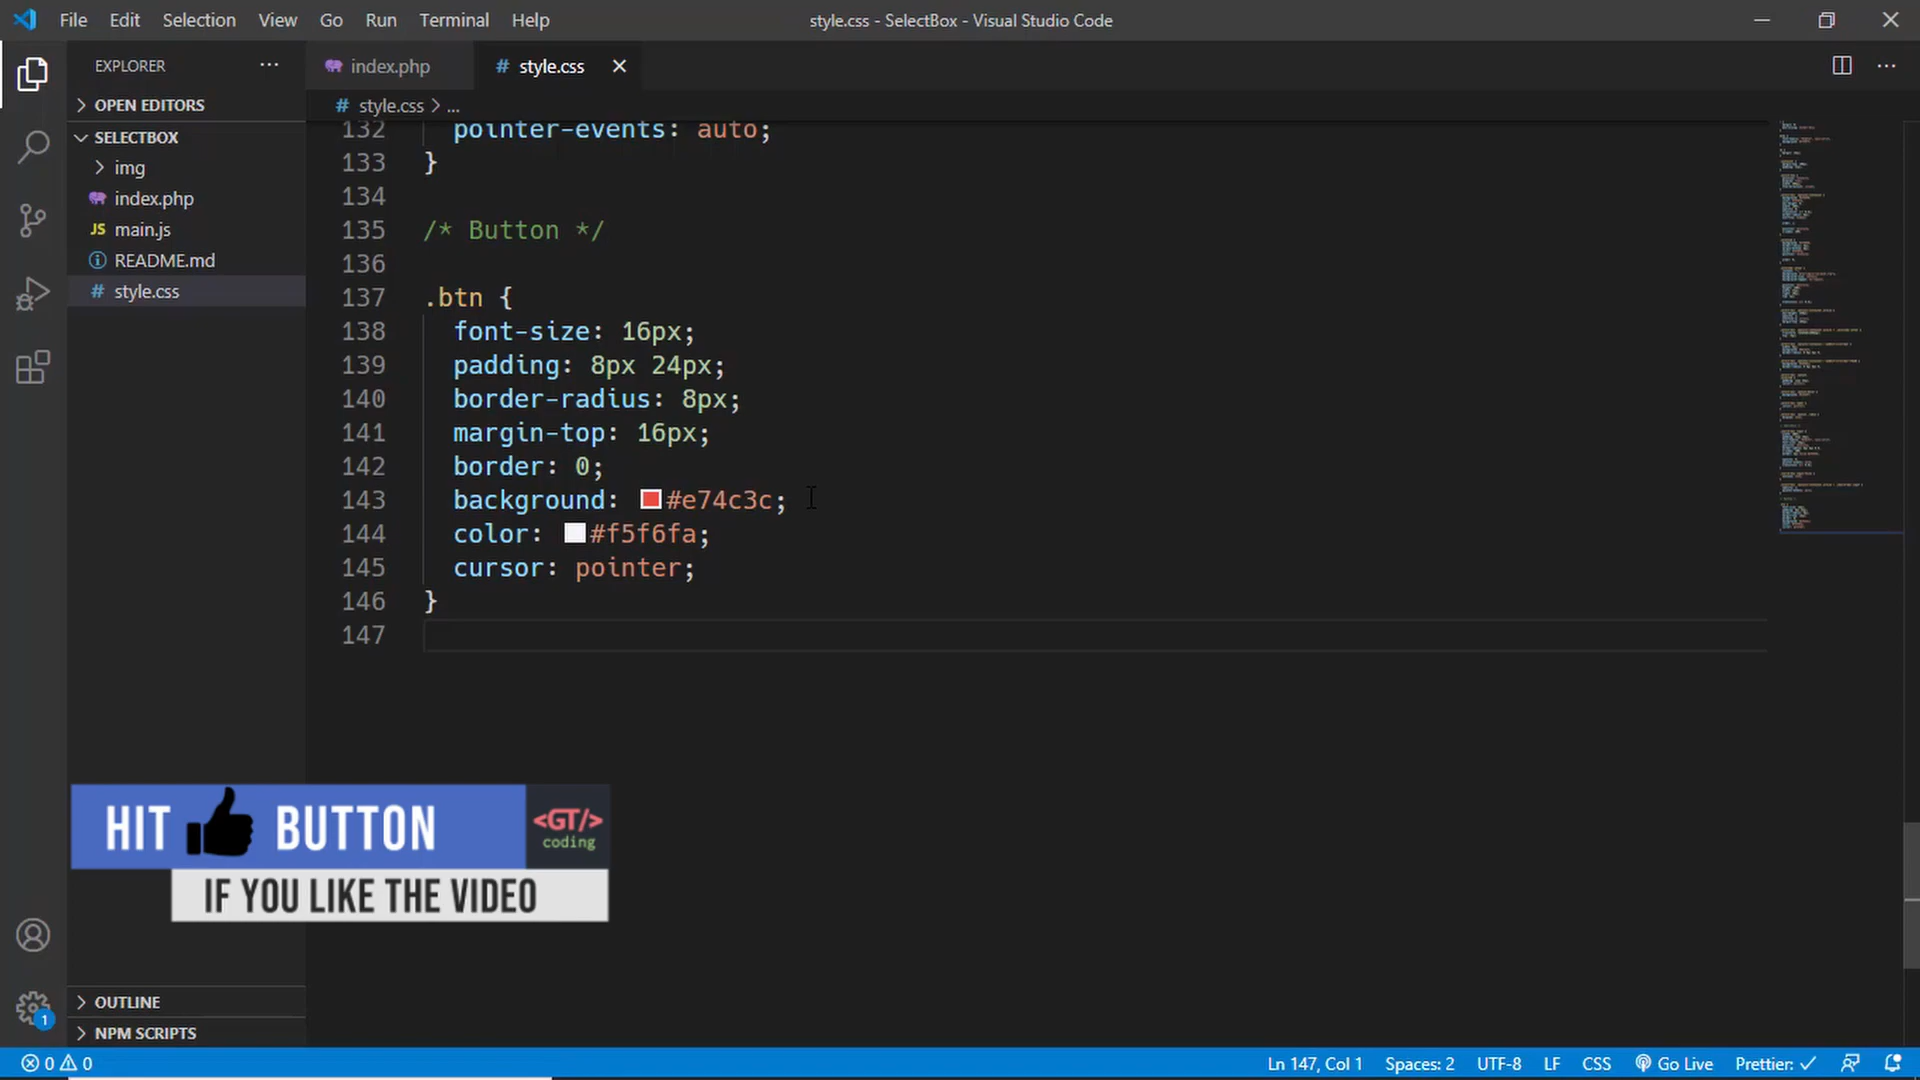 File Edit Selection View Go Run Terminal Help
style.css - SelectBox - Visual Studio Code
EXPLORER
OPEN EDITORS
SELECTBOX
img
index.php
JS main.js
README.md
# style.css
OUTLINE
NPM SCRIPTS
1
index.php
# style.css
# style.css > ...
132 pointer-events: auto;
133 }
134
135 /* Button */
136
137 .btn {
138 font-size: 16px;
139 padding: 8px 24px;
140 border-radius: 8px;
141 margin-top: 16px;
142 border: 0;
143 background: #e74c3c;
144 color: #f5f6fa;
145 cursor: pointer;
146 }
147
HIT BUTTON
<GT/>
coding
IF YOU LIKE THE VIDEO
0 0
Ln 147, Col 1 Spaces: 2 UTF-8 LF CSS Go Live Prettier: ✓